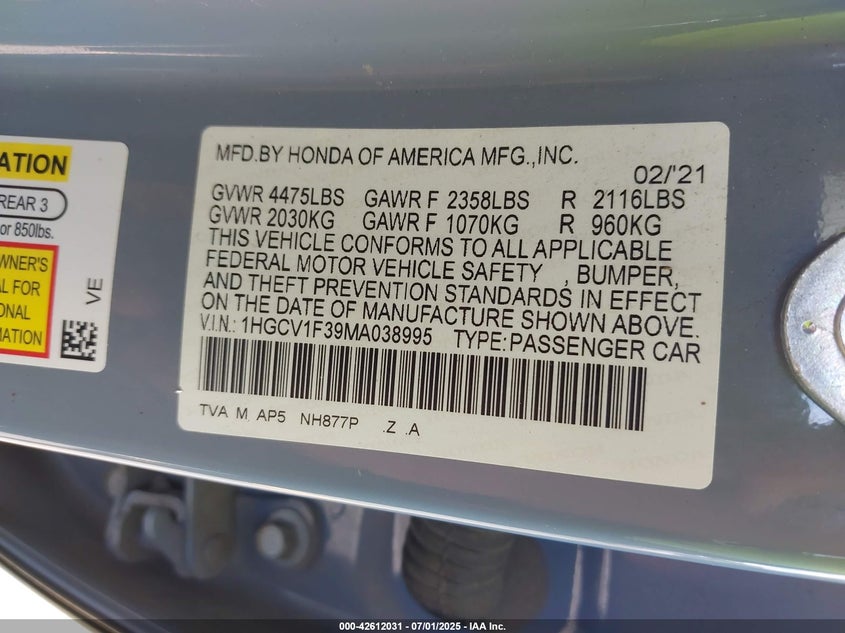 ATION
REAR 3
or 850lbs.
WNER'S
AL FOR
ONAL
MATION
VE
MFD.BY HONDA OF AMERICA MFG.,INC.
02/'21
GVWR 4475LBS GAWR F 2358LBS R 2116LBS
GVWR 2030KG GAWR F 1070KG R 960KG
THIS VEHICLE CONFORMS TO ALL APPLICABLE
FEDERAL MOTOR VEHICLE SAFETY , BUMPER,
AND THEFT PREVENTION STANDARDS IN EFFECT
ON THE DATE OF MANUFACTURE SHOWN ABOVE.
V.I.N.: 1HGCV1F39MA038995 TYPE: PASSENGER CAR
TVA M AP5 NH877P .Z .A
000-42612031 - 07/01/2025 - IAA Inc.